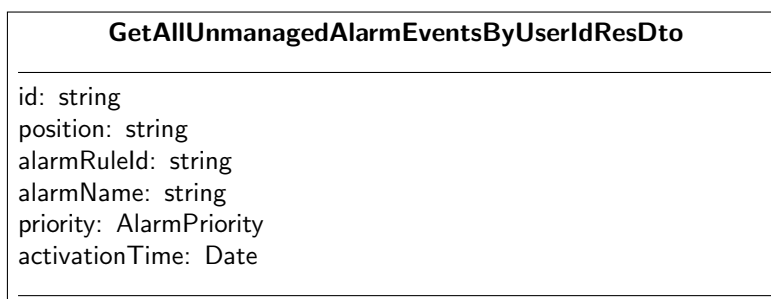 GetAllUnmanagedAlarmEventsByUserIdResDto
id: string
position: string
alarmRuleId: string
alarmName: string
priority: AlarmPriority
activationTime: Date